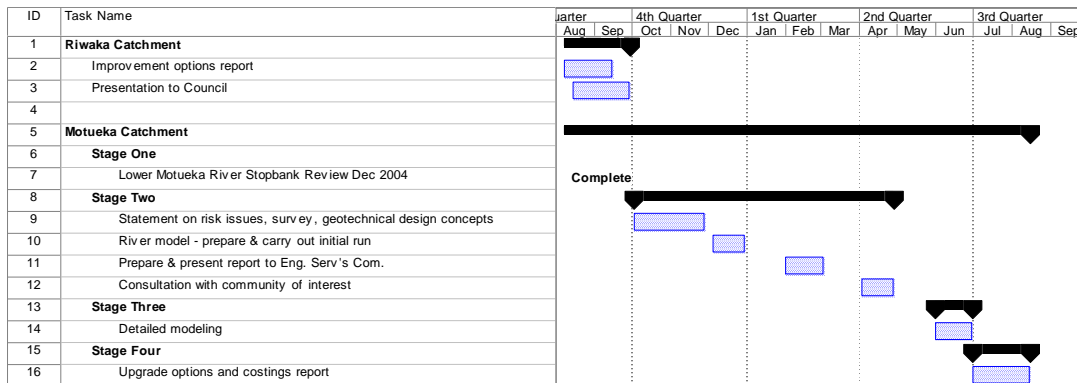 ID Task Name uarter 4th Quarter 1st Quarter 2nd Quarter 3rd Quarter
Aug Sep Oct Nov Dec Jan Feb Mar Apr May Jun Jul Aug Sep
1 Riwaka Catchment
2 Improvement options report
3 Presentation to Council
4
5 Motueka Catchment
6 Stage One
7 Lower Motueka River Stopbank Review Dec 2004 Complete
8 Stage Two
9 Statement on risk issues, survey, geotechnical design concepts
10 River model - prepare & carry out initial run
11 Prepare & present report to Eng. Serv's Com.
12 Consultation with community of interest
13 Stage Three
14 Detailed modeling
15 Stage Four
16 Upgrade options and costings report